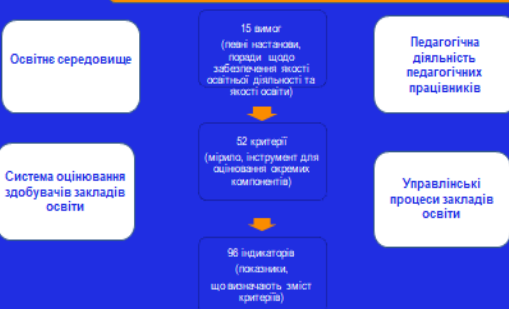 Освітнє середовище
15 вимог
(певні настанови,
поради щодо
забезпечення якості
освітньої діяльності та
якості освіти)
Педагогічна
діяльність
педагогічних
працівників
52 критерії
(мірило, інструмент для
оцінювання окремих
компонентів)
Система оцінювання
здобувачів закладів
освіти
Управлінські
процеси закладів
освіти
96 індикаторів
(показники,
що визначають зміст
критеріїв)